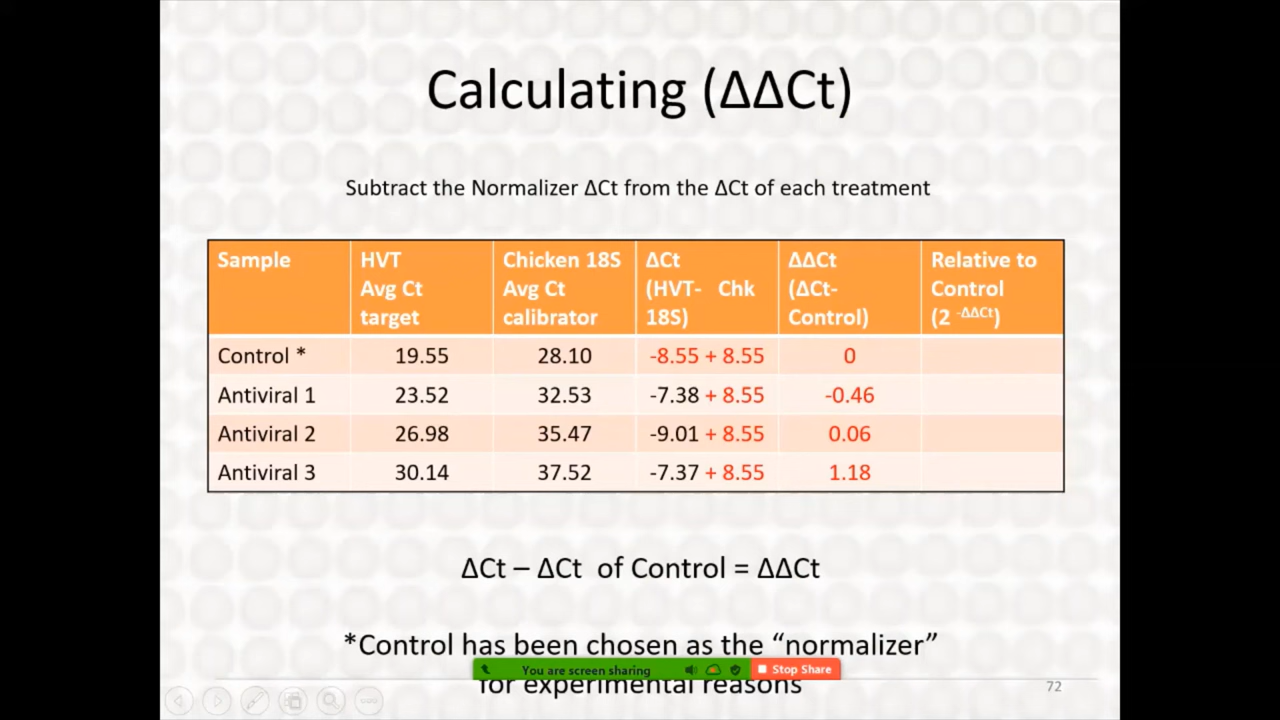 Calculating (ΔΔCt)
Subtract the Normalizer ΔCt from the ΔCt of each treatment
Sample HVT Avg Ct target Chicken 18S Avg Ct calibrator ΔCt (HVT- Chk 18S) ΔΔCt (ΔCt- Control) Relative to Control (2 -ΔΔCt)
Control * 19.55 28.10 -8.55 + 8.55 0
Antiviral 1 23.52 32.53 -7.38 + 8.55 -0.46
Antiviral 2 26.98 35.47 -9.01 + 8.55 0.06
Antiviral 3 30.14 37.52 -7.37 + 8.55 1.18
ΔCt – ΔCt of Control = ΔΔCt
*Control has been chosen as the “normalizer”
You are screen sharing Stop Share
for experimental reasons
72